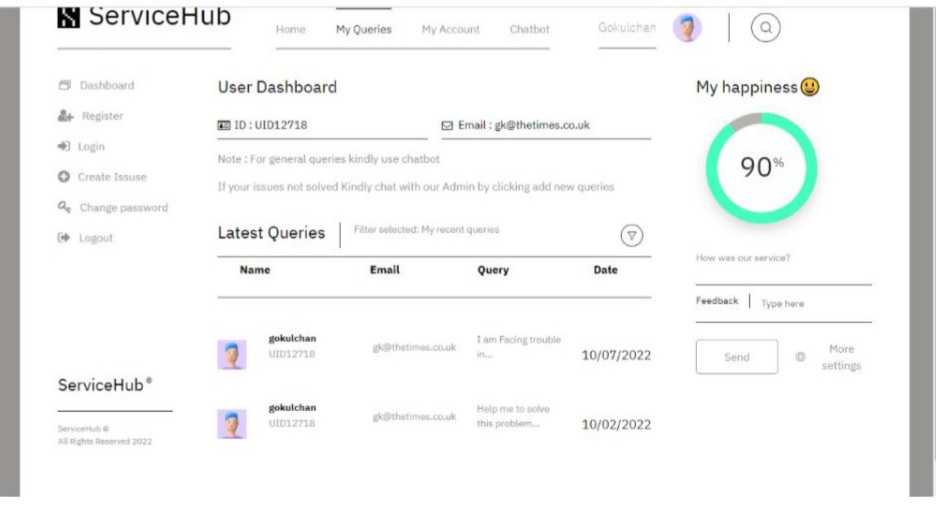 ServiceHub
Home My Queries My Account Chatbot Gokulchan
Dashboard
Register
Login
Create Issuse
Change password
Logout
User Dashboard
ID : UID12718 Email : gk@thetimes.co.uk
Note : For general queries kindly use chatbot
If your issues not solved Kindly chat with our Admin by clicking add new queries
Latest Queries Filter selected: My recent queries
Name Email Query Date
gokulchan
UID12718
gk@thetimes.co.uk
I am Facing trouble
in...
10/07/2022
gokulchan
UID12718
gk@thetimes.co.uk
Help me to solve
this problem...
10/02/2022
My happiness😃
90%
How was our service?
Feedback Type here
Send
More
settings
ServiceHub®
ServiceHub ©
All Rights Reserved 2022